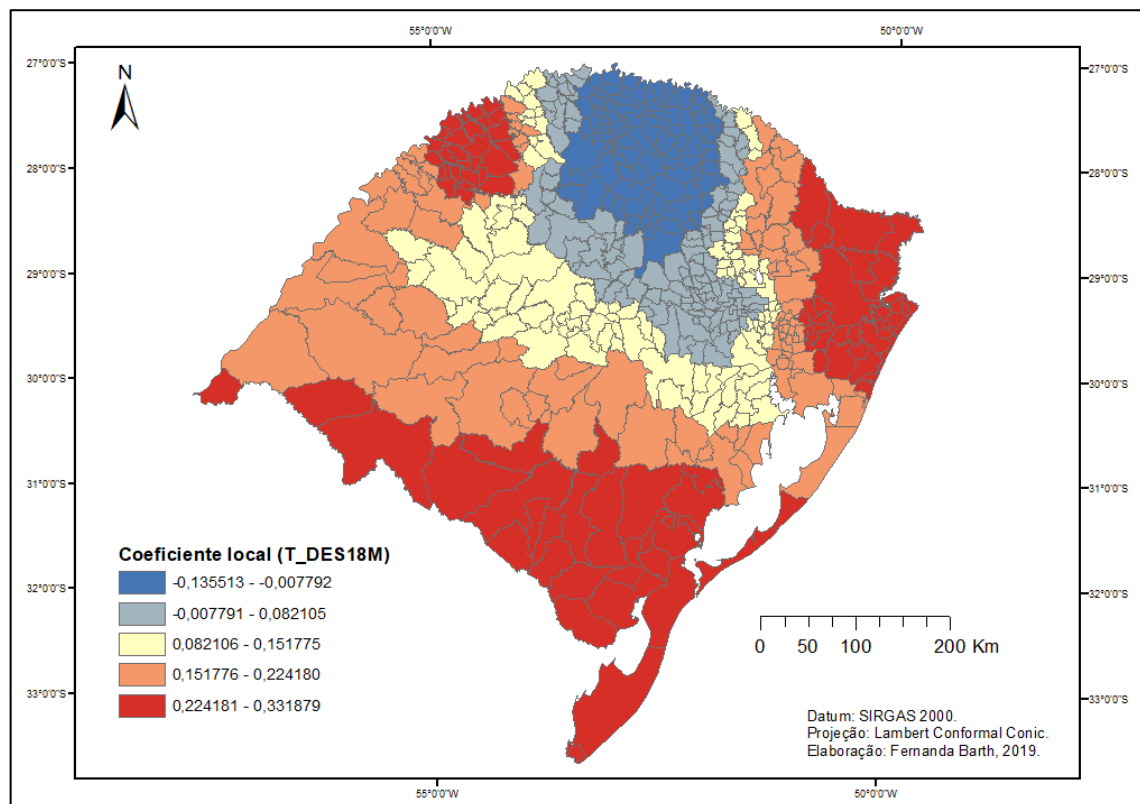 55°0'0"W 50°0'0"W
27°0'0"S 27°0'0"S
N
28°0'0"S 28°0'0"S
29°0'0"S 29°0'0"S
30°0'0"S 30°0'0"S
31°0'0"S 31°0'0"S
Coeficiente local (T_DES18M)
-0,135513 - -0,007792
-0,007791 - 0,082105
0,082106 - 0,151775
0,151776 - 0,224180
0,224181 - 0,331879
32°0'0"S 32°0'0"S
0 50 100 200 Km
33°0'0"S 33°0'0"S
Datum: SIRGAS 2000.
Projeção: Lambert Conformal Conic.
Elaboração: Fernanda Barth, 2019.
55°0'0"W 50°0'0"W